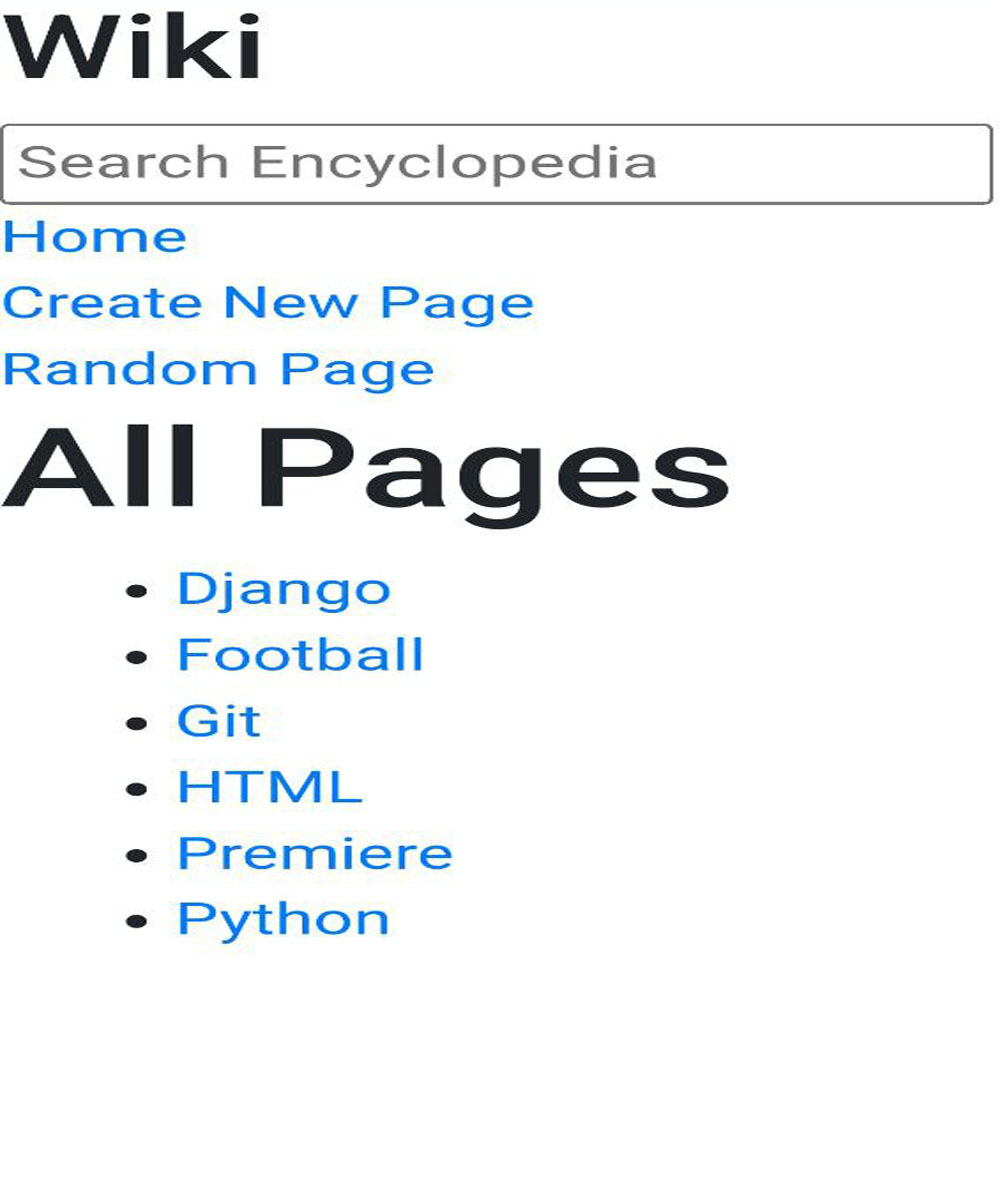 Wiki
Search Encyclopedia
Home
Create New Page
Random Page
All Pages
Django
Football
Git
HTML
Premiere
Python